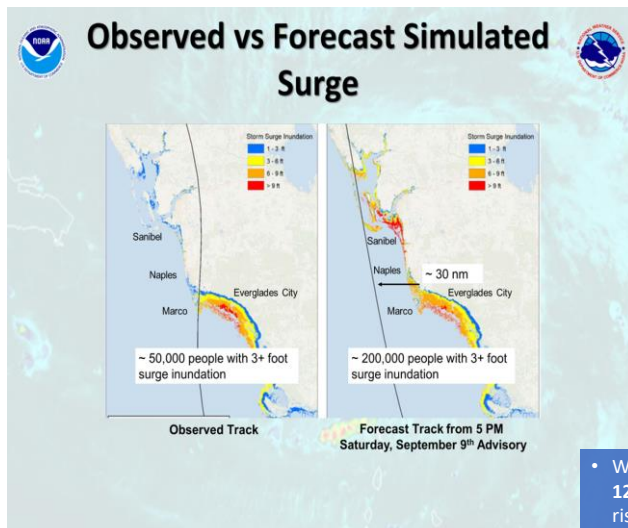 NOAA
Observed vs Forecast Simulated
Surge
Storm Surge Inundation
1 - 3 ft
3 - 6 ft
6 - 9 ft
> 9 ft
Sanibel
Naples
Everglades City
Marco
~ 50,000 people with 3+ foot
surge inundation
Observed Track
Storm Surge Inundation
1 - 3 ft
3 - 6 ft
6 - 9 ft
> 9 ft
Sanibel
Naples
~ 30 nm
Everglades City
Marco
~ 200,000 people with 3+ foot
surge inundation
Forecast Track from 5 PM
Saturday, September 9th Advisory
• W
12
ris